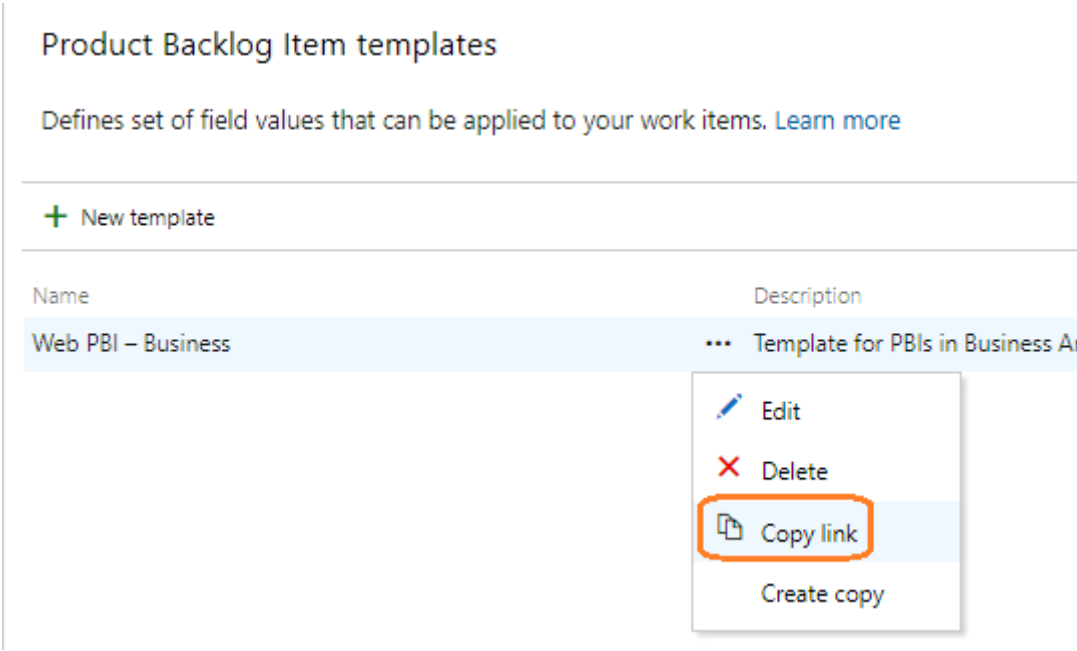 Product Backlog Item templates
Defines set of field values that can be applied to your work items. Learn more
+ New template
Name Description
Web PBI – Business ••• Template for PBIs in Business
Edit
Delete
Copy link
Create copy